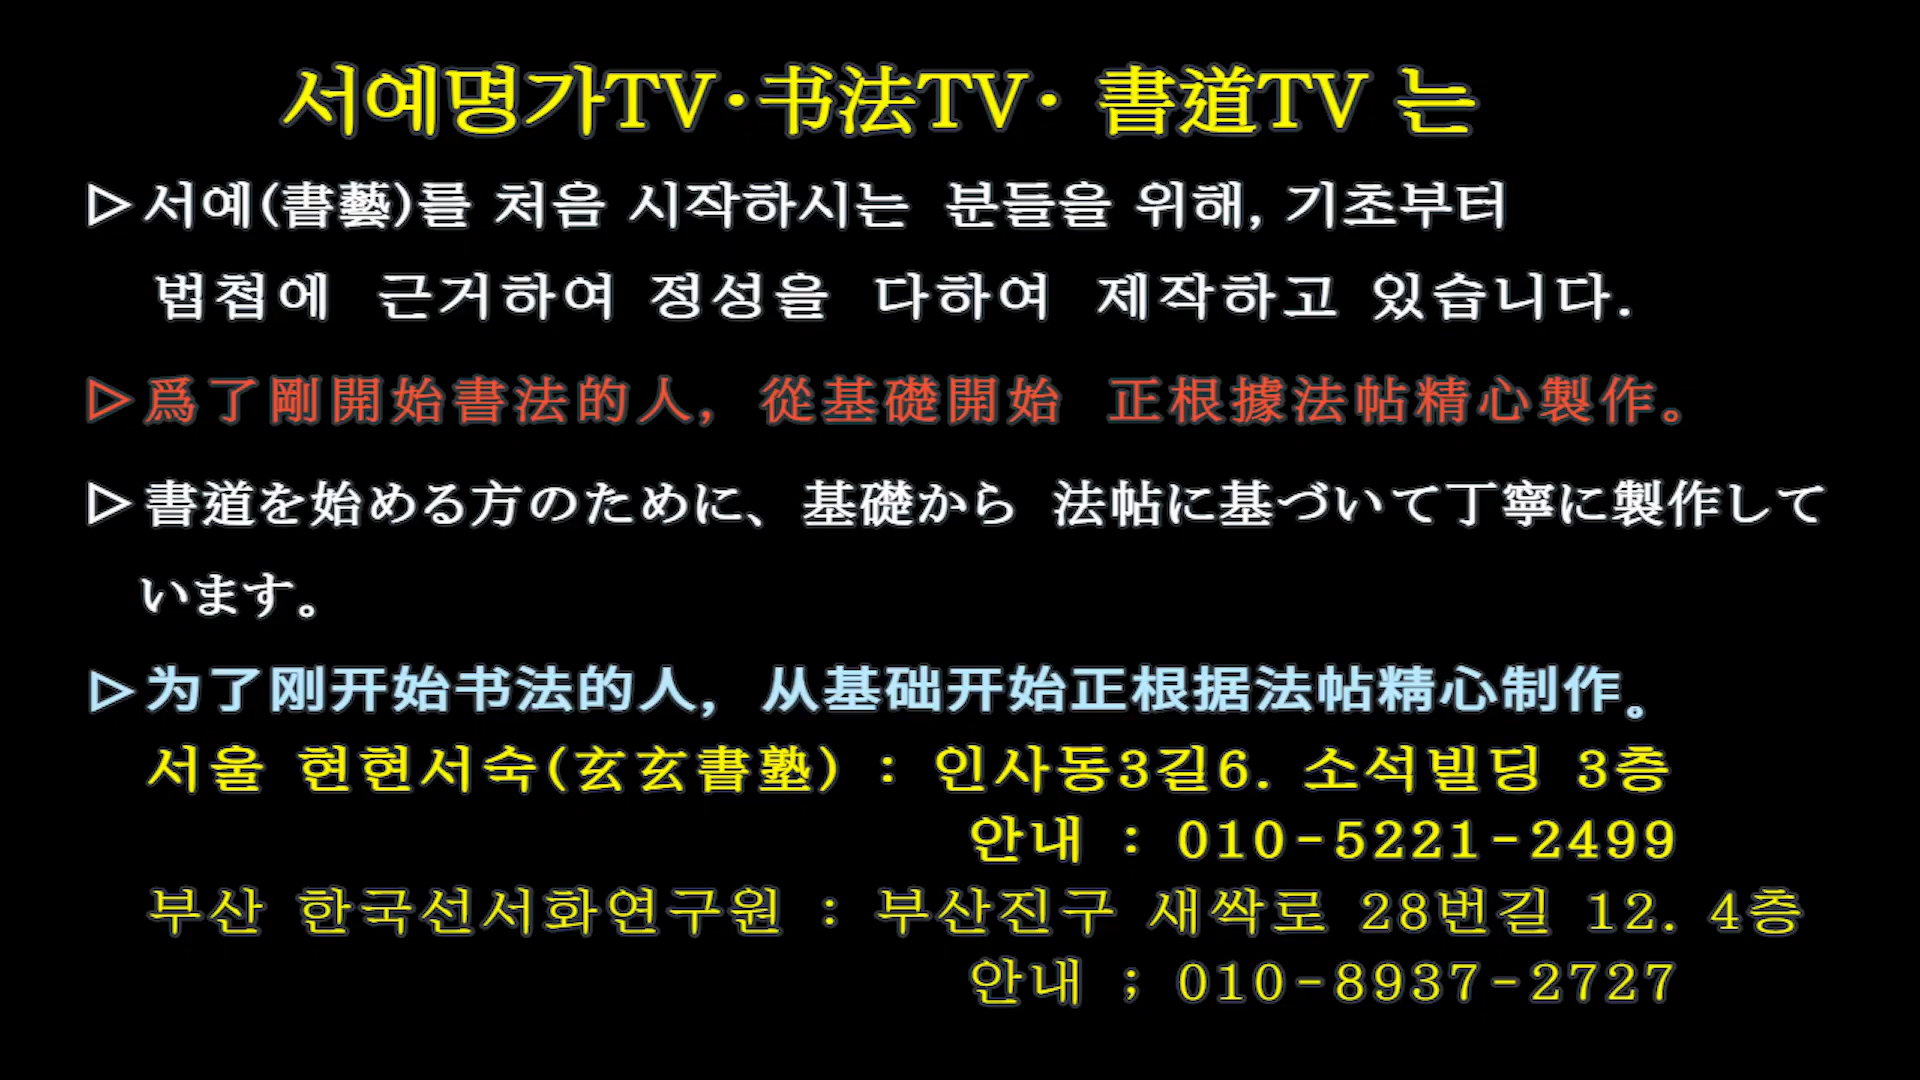 서예명가TV·书法TV· 書道TV 는
▷서예(書藝)를 처음 시작하시는 분들을 위해, 기초부터
법첩에 근거하여 정성을 다하여 제작하고 있습니다.
▷爲了剛開始書法的人，從基礎開始 正根據法帖精心製作。
▷書道を始める方のために、基礎から 法帖に基づいて丁寧に製作して
います。
▷为了刚开始书法的人，从基础开始正根据法帖精心制作。
서울 현현서숙(玄玄書塾) : 인사동3길6. 소석빌딩 3층
안내 : 010-5221-2499
부산 한국선서화연구원 : 부산진구 새싹로 28번길 12. 4층
안내 ; 010-8937-2727